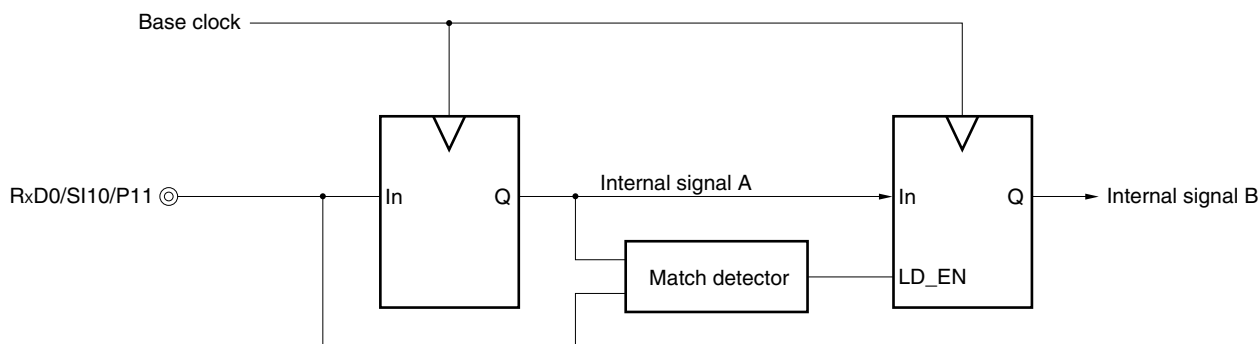 Base clock
RxD0/SI10/P11
In
Q
Internal signal A
In
Q
Internal signal B
Match detector
LD_EN